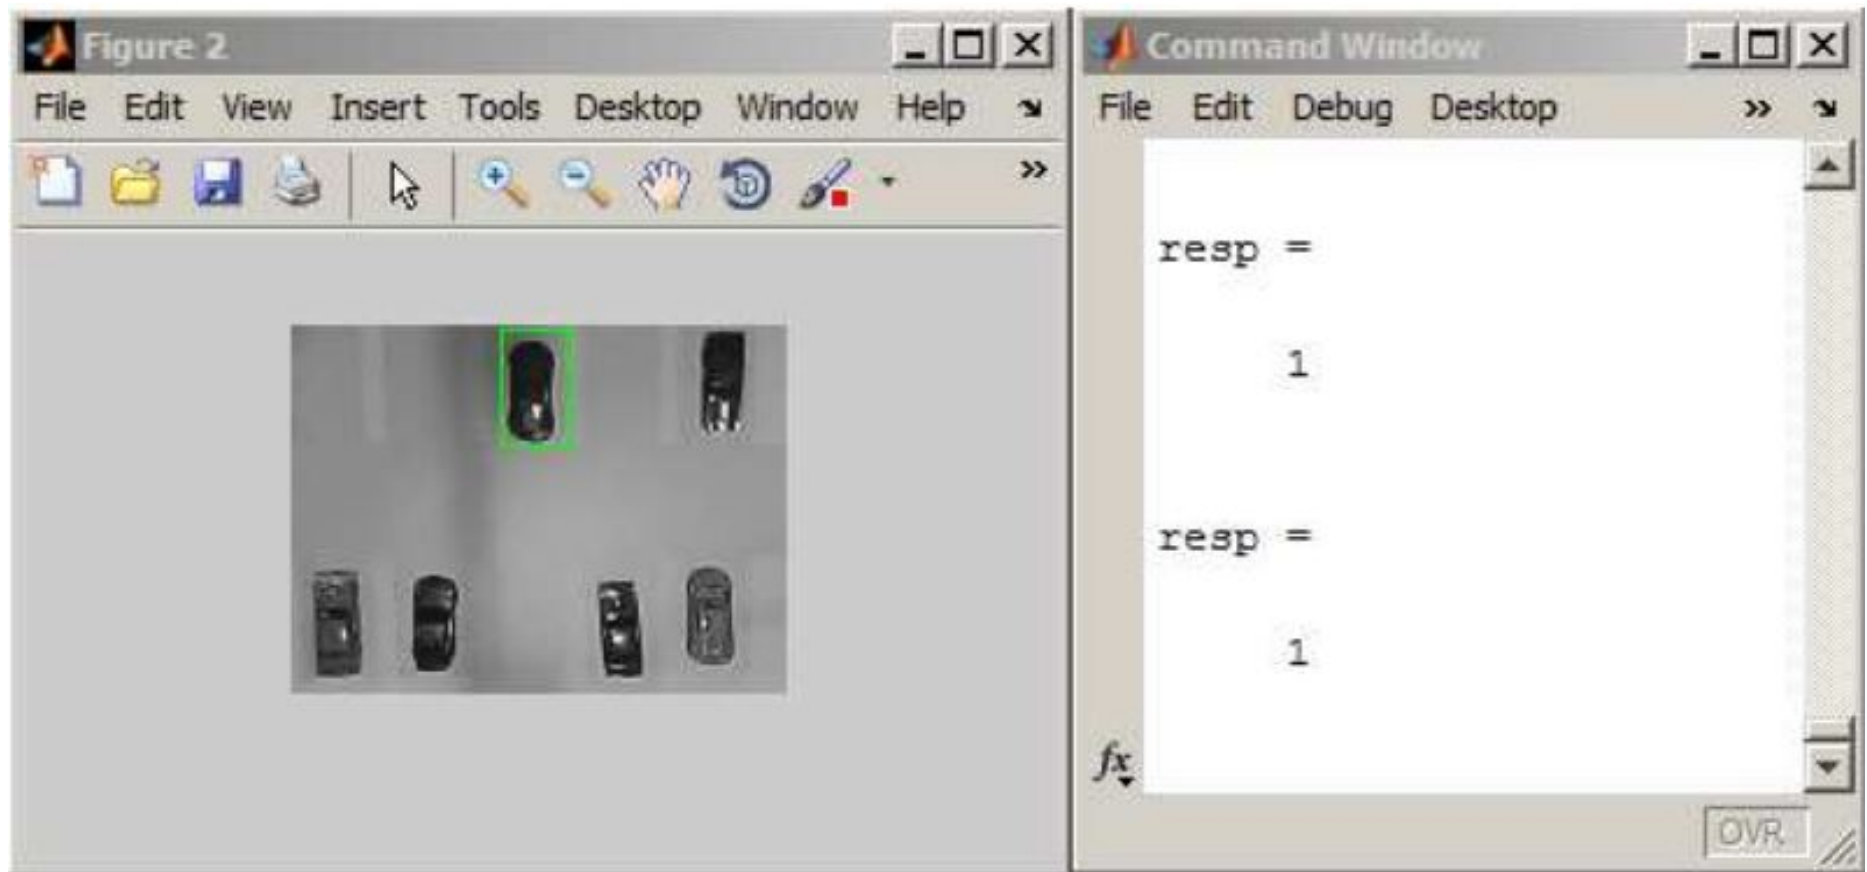 Figure 2
File Edit View Insert Tools Desktop Window Help
Command Window
File Edit Debug Desktop
resp =
1
resp =
1
fx
OVR